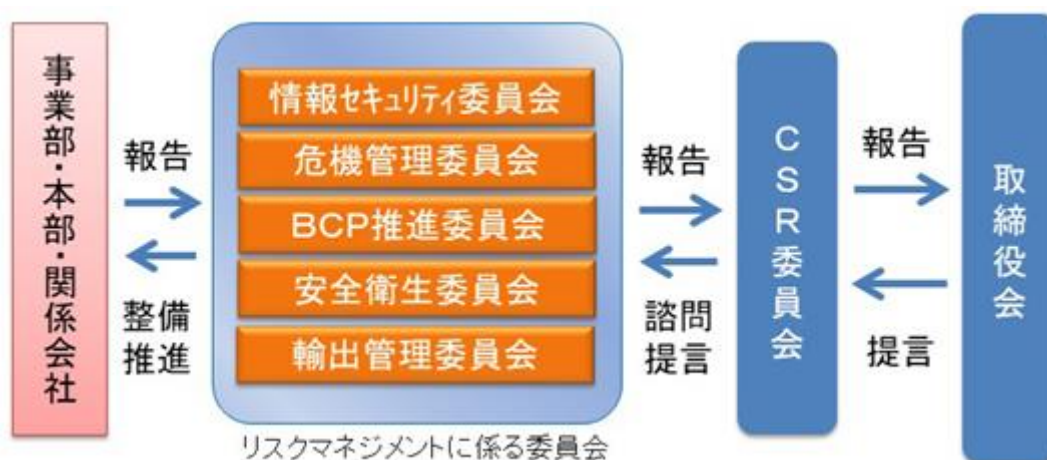 事業部・本部・関係会社
報告
整備
推進
情報セキュリティ委員会
危機管理委員会
BCP推進委員会
安全衛生委員会
輸出管理委員会
リスクマネジメントに係る委員会
報告
諮問
提言
CSR委員会
報告
提言
取締役会